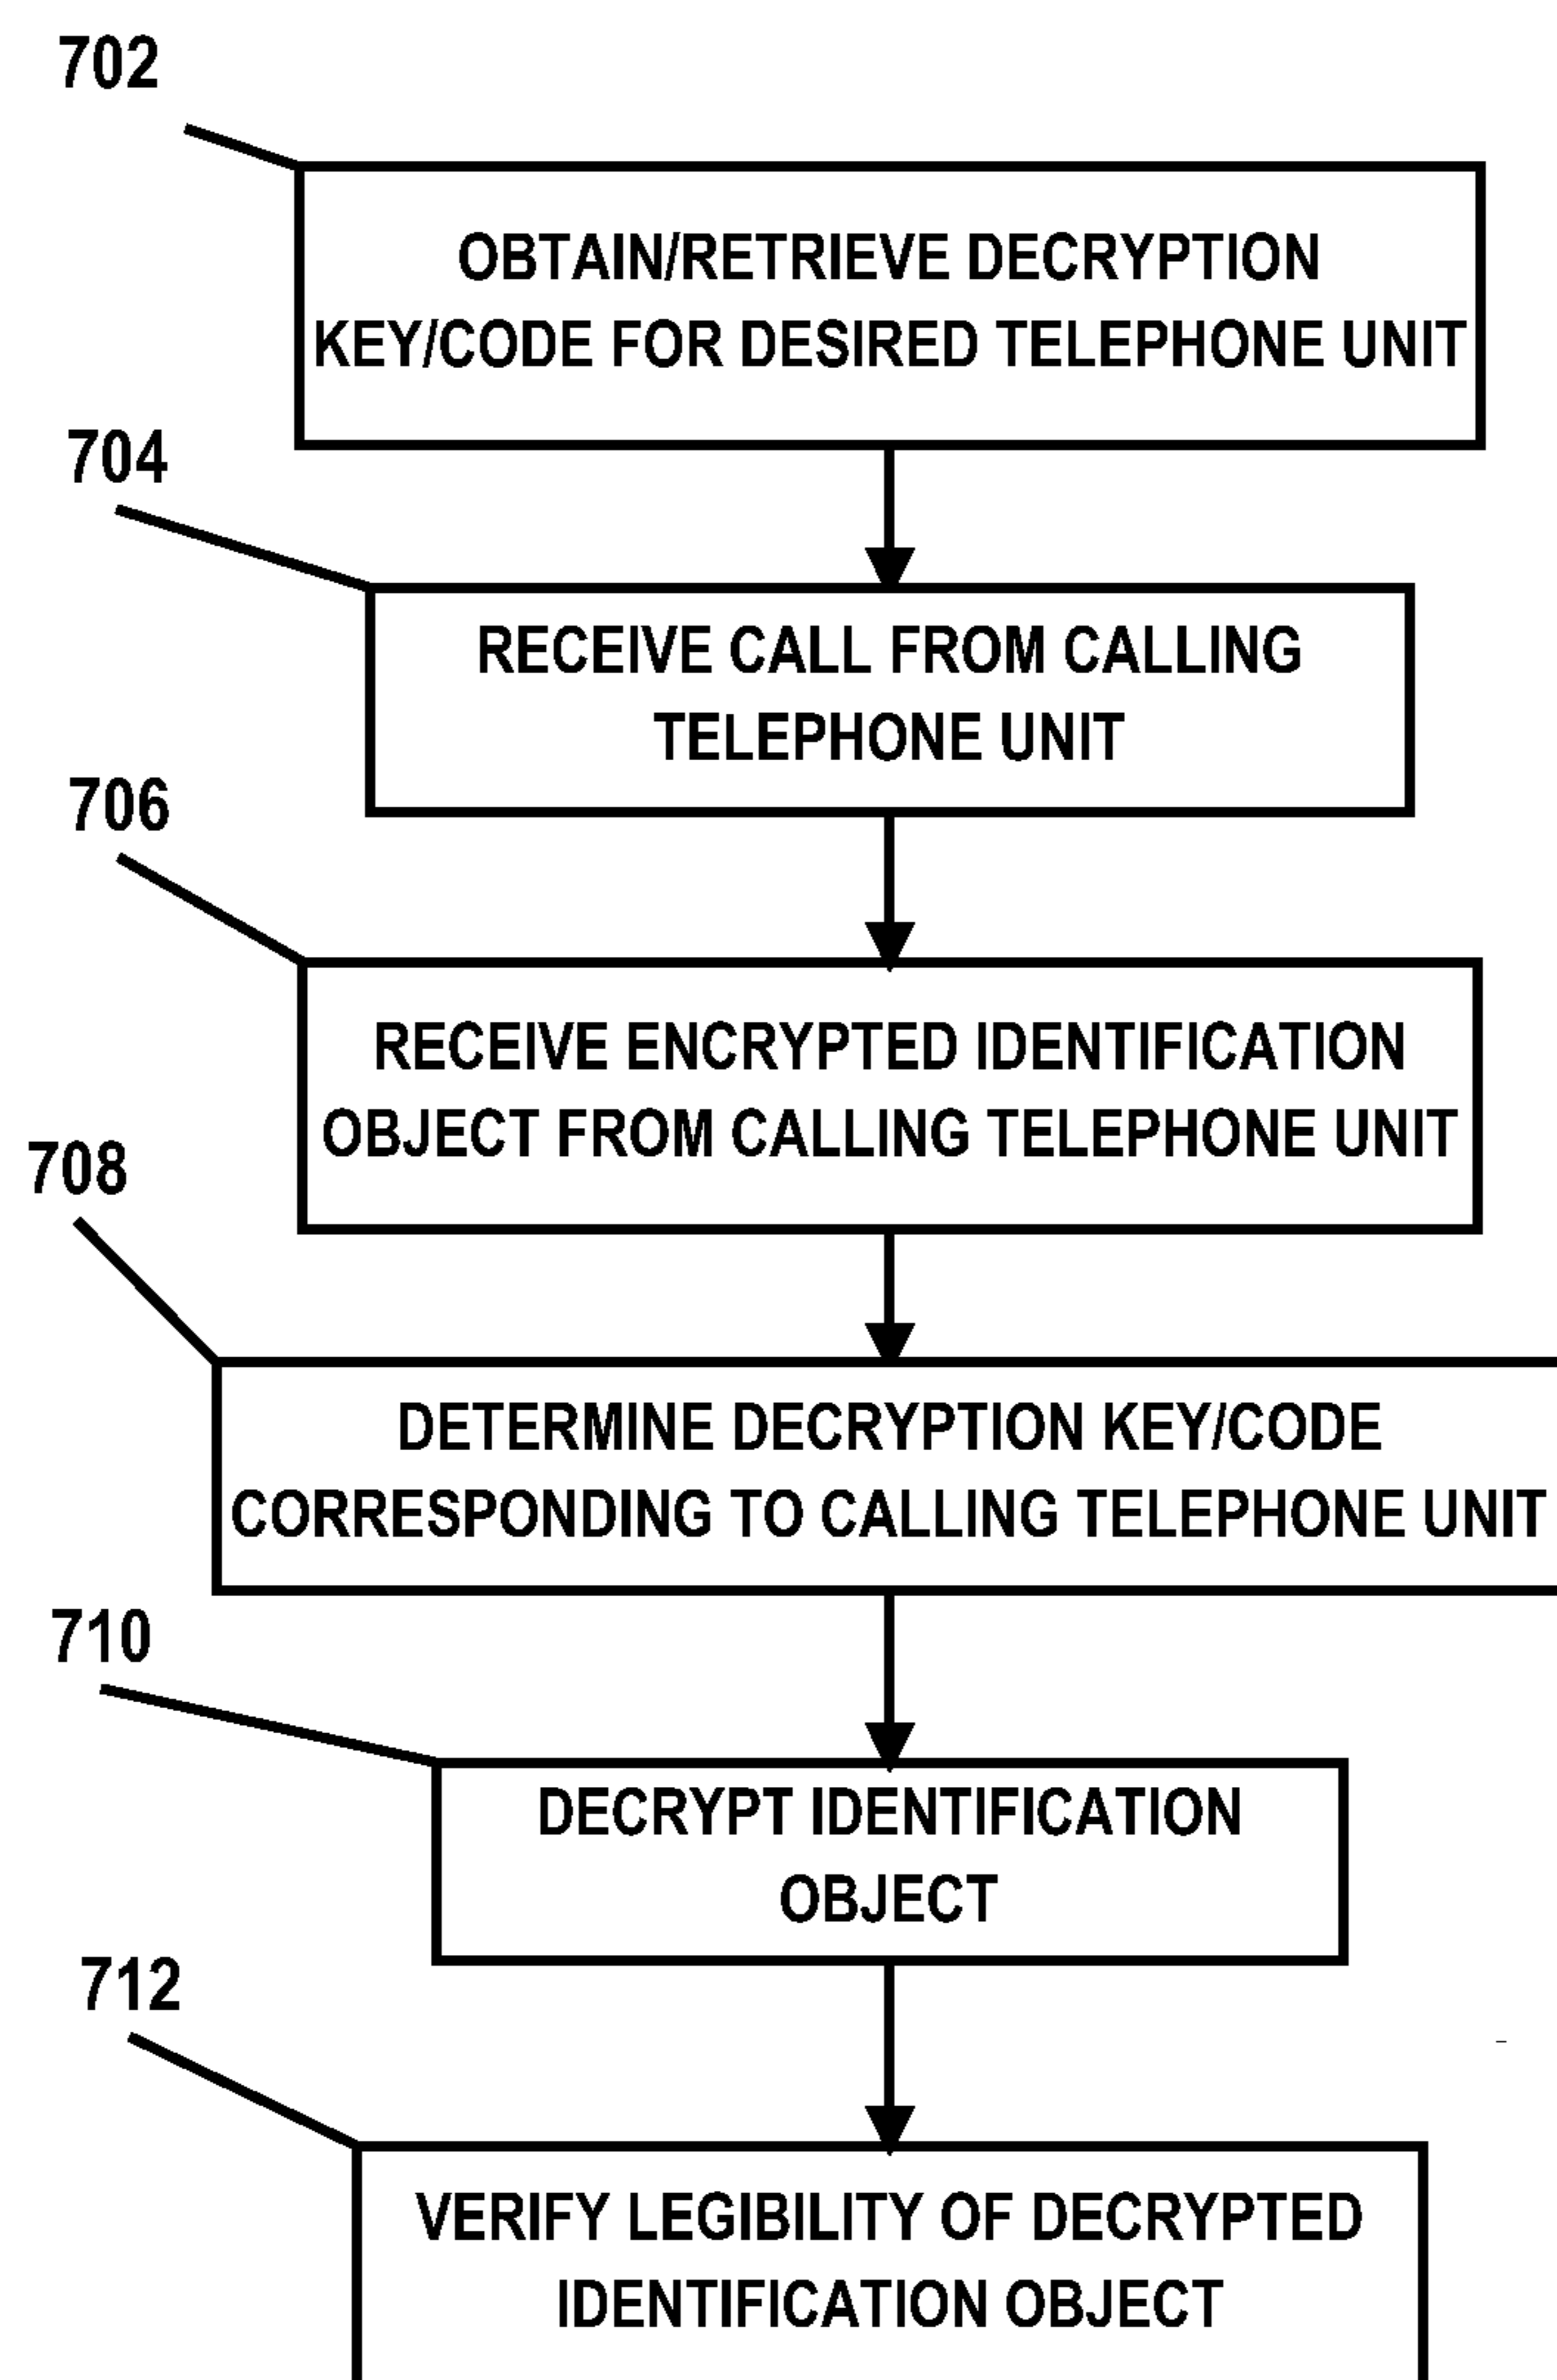 702
OBTAIN/RETRIEVE DECRYPTION
KEY/CODE FOR DESIRED TELEPHONE UNIT
704
RECEIVE CALL FROM CALLING
TELEPHONE UNIT
706
RECEIVE ENCRYPTED IDENTIFICATION
OBJECT FROM CALLING TELEPHONE UNIT
708
DETERMINE DECRYPTION KEY/CODE
CORRESPONDING TO CALLING TELEPHONE UNIT
710
DECRYPT IDENTIFICATION
OBJECT
712
VERIFY LEGIBILITY OF DECRYPTED
IDENTIFICATION OBJECT